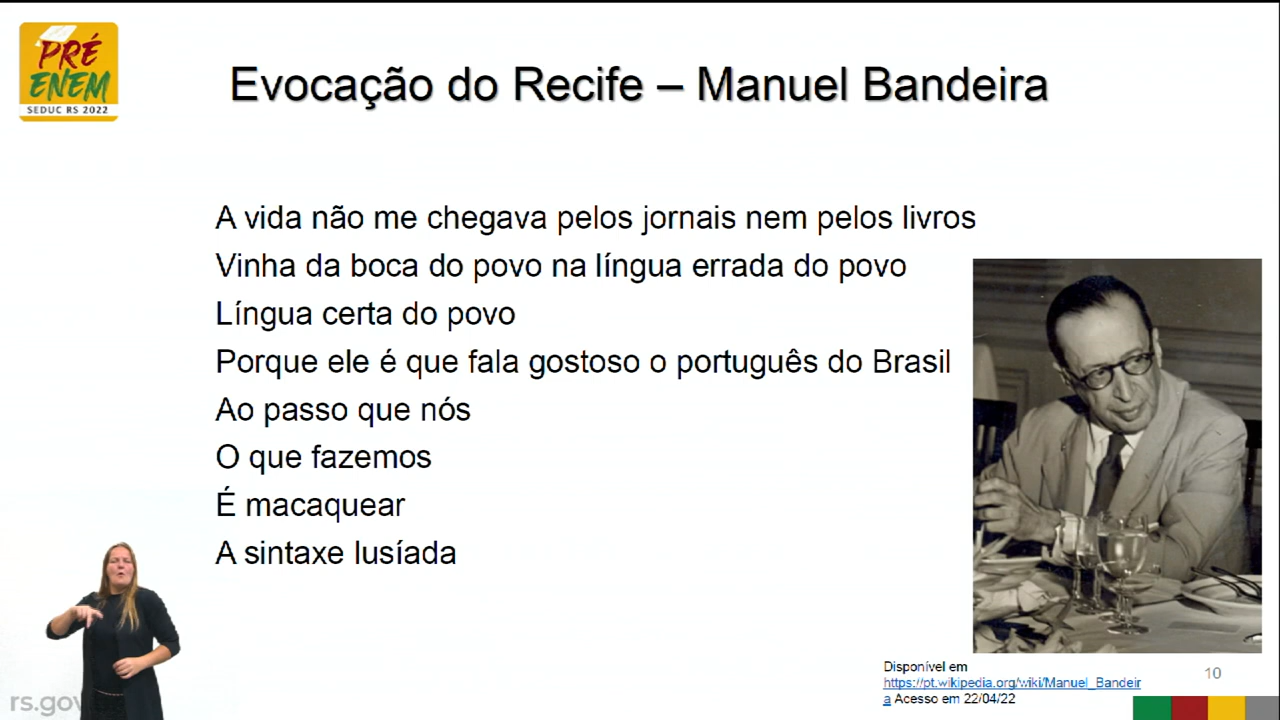 PRÉ
ENEM
SEDUC RS 2022
Evocação do Recife – Manuel Bandeira
A vida não me chegava pelos jornais nem pelos livros
Vinha da boca do povo na língua errada do povo
Língua certa do povo
Porque ele é que fala gostoso o português do Brasil
Ao passo que nós
O que fazemos
É macaquear
A sintaxe lusíada
Disponível em
https://pt.wikipedia.org/wiki/Manuel_Bandeir
a Acesso em 22/04/22
10
rs.gov